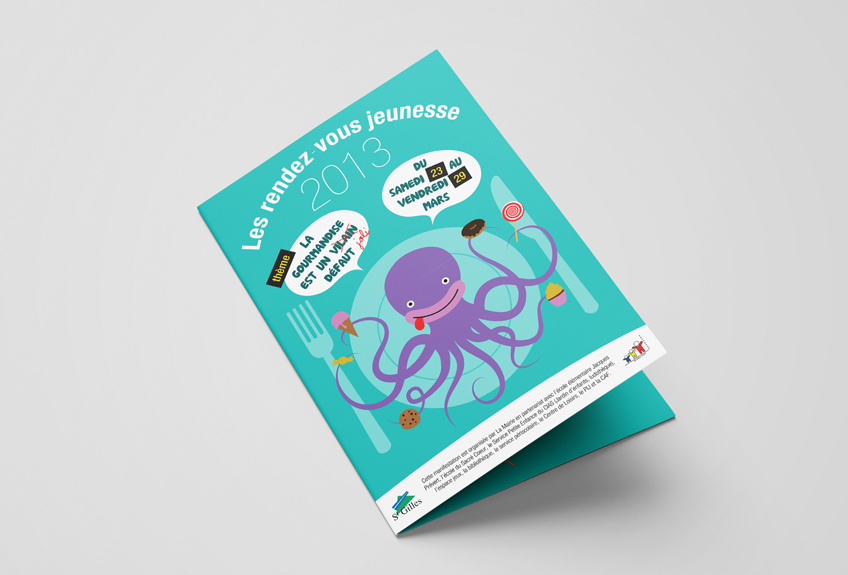 Les rendez-vous jeunesse
2013
DU
SAMEDI 23 AU
VENDREDI 29
MARS
thème
LA
GOURMANDISE
EST UN VILAIN joli
DÉFAUT
Cette manifestation est organisée par La Mairie en partenariat avec l'école élémentaire Jacques
Prévert, l'école du Sacré Coeur, le Service Petite Enfance du CIAS (Jardin d'enfants, ludothèque),
l'espace jeux, la bibliothèque, le service périscolaire, le Centre de Loisirs, le PIJ et la CAF.
St Gilles